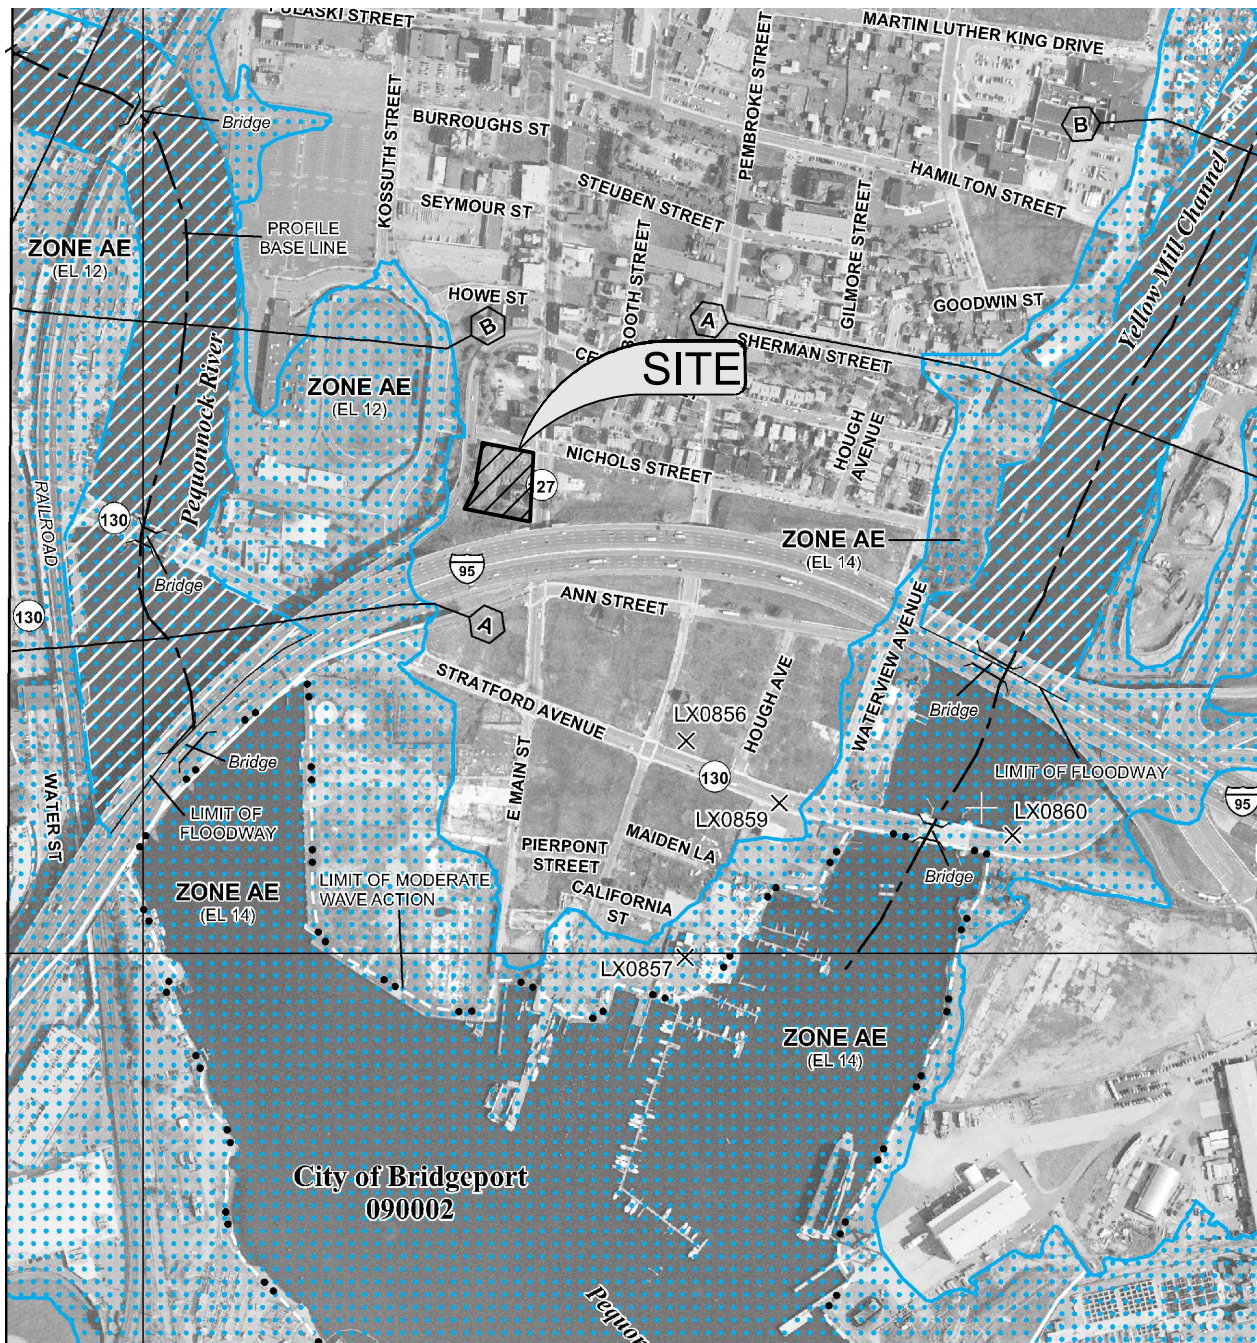 PULASKI STREET
MARTIN LUTHER KING DRIVE
KOSSUTH STREET
PEMBROKE STREET
Bridge
BURROUGHS ST
B
HAMILTON STREET
Yellow Mill Channel
STEUBEN STREET
SEYMOUR ST
GILMORE STREET
PROFILE
BASE LINE
ZONE AE
(EL 12)
BOOTH STREET
HOWE ST
GOODWIN ST
B
A
SHERMAN STREET
SITE
Pequonnock River
ZONE AE
(EL 12)
HOUGH
AVENUE
NICHOLS STREET
27
RAILROAD
130
ZONE AE
(EL 14)
Bridge
95
ANN STREET
130
A
WATERVIEW AVENUE
STRATFORD AVENUE
HOUGH AVE
LX0856
Bridge
Bridge
E MAIN ST
130
LIMIT OF FLOODWAY
WATER ST
LIMIT OF
FLOODWAY
LX0859
LX0860
95
MAIDEN LA
PIERPONT
STREET
Bridge
ZONE AE
(EL 14)
LIMIT OF MODERATE
WAVE ACTION
CALIFORNIA
ST
LX0857
ZONE AE
(EL 14)
City of Bridgeport
090002